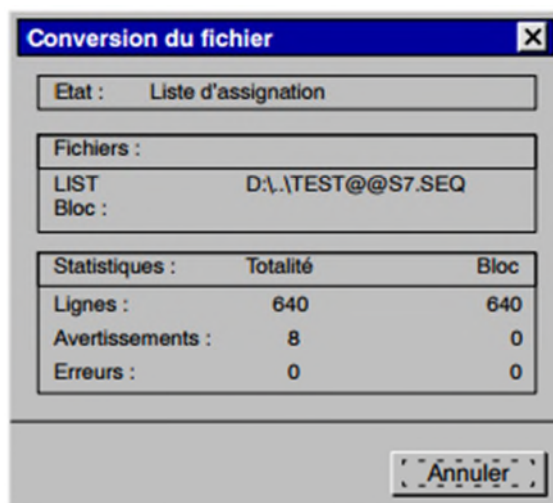 Conversion du fichier
Etat : Liste d'assignation
Fichiers :
LIST D:\..\TEST@@S7.SEQ
Bloc :
Statistiques : Totalité Bloc
Lignes : 640 640
Avertissements : 8 0
Erreurs : 0 0
Annuler